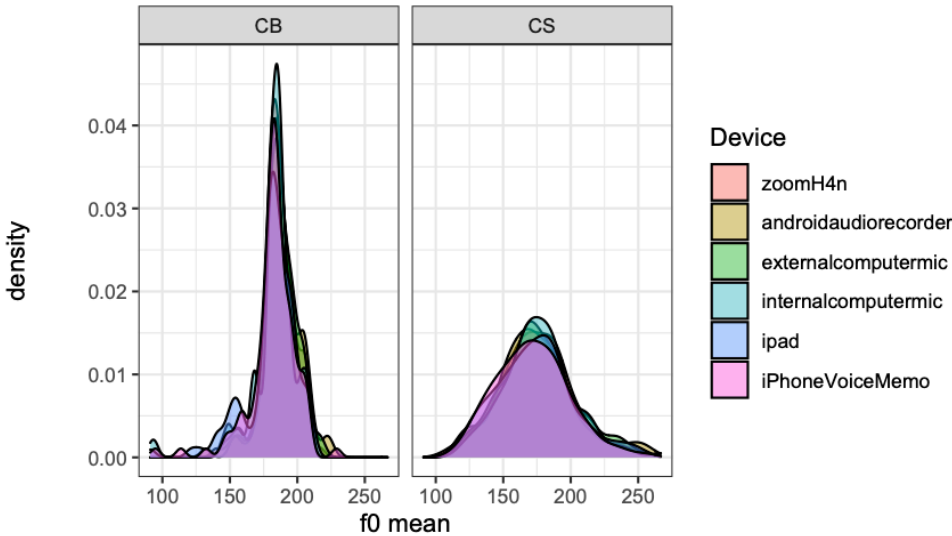 CB CS
0.04
0.03
0.02
0.01
0.00
density
100 150 200 250 100 150 200 250
f0 mean
Device
zoomH4n
androidaudiorecorder
externalcomputermic
internalcomputermic
ipad
iPhoneVoiceMemo